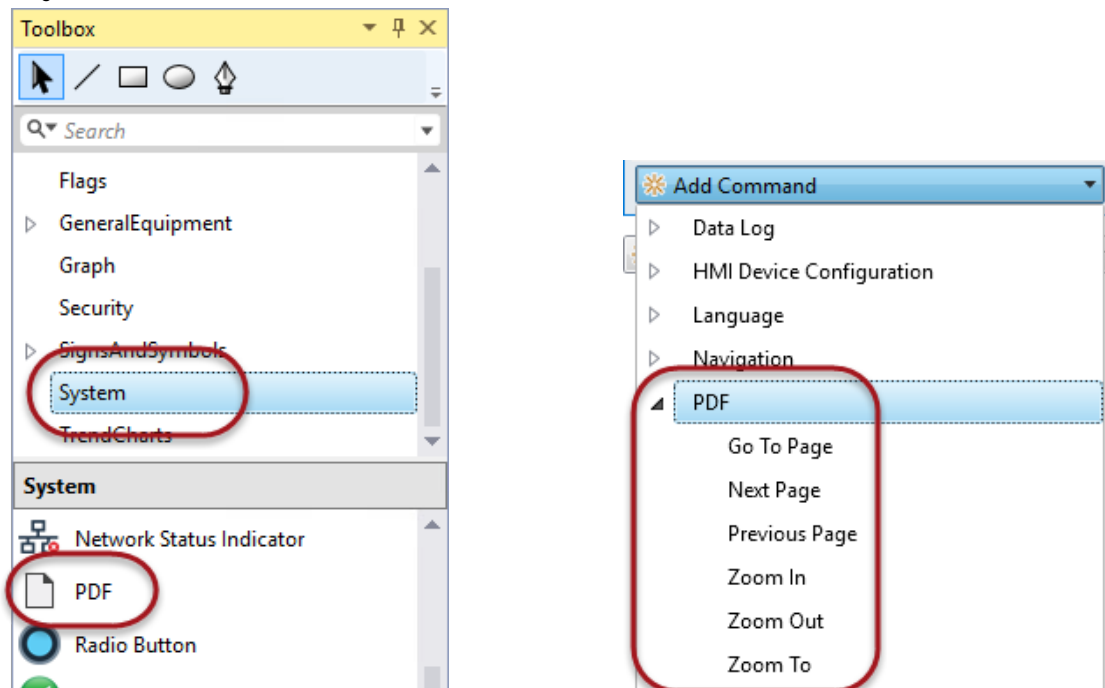 Toolbox
Search
Flags
GeneralEquipment
Graph
Security
SignsAndSymbols
System
TrendCharts
System
Network Status Indicator
PDF
Radio Button
Add Command
Data Log
HMI Device Configuration
Language
Navigation
PDF
Go To Page
Next Page
Previous Page
Zoom In
Zoom Out
Zoom To